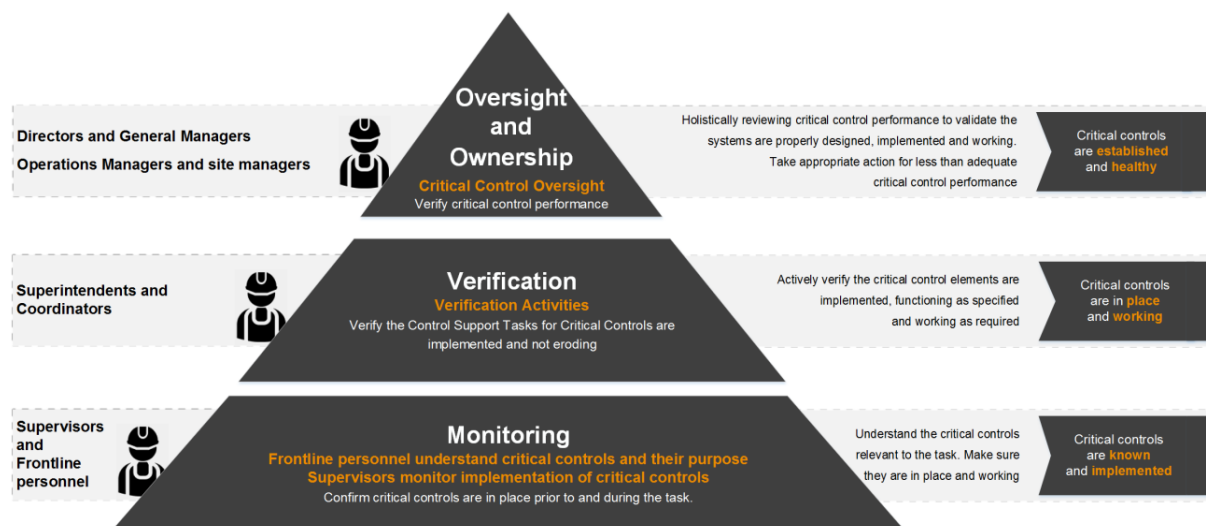 Directors and General Managers
Operations Managers and site managers
Oversight
and
Ownership
Critical Control Oversight
Verify critical control performance
Holistically reviewing critical control performance to validate the
systems are properly designed, implemented and working.
Take appropriate action for less than adequate
critical control performance
Critical controls
are established
and healthy
Superintendents and
Coordinators
Verification
Verification Activities
Verify the Control Support Tasks for Critical Controls are
implemented and not eroding
Actively verify the critical control elements are
implemented, functioning as specified
and working as required
Critical controls
are in place
and working
Supervisors
and
Frontline
personnel
Monitoring
Frontline personnel understand critical controls and their purpose
Supervisors monitor implementation of critical controls
Confirm critical controls are in place prior to and during the task.
Understand the critical controls
relevant to the task. Make sure
they are in place and working
Critical controls
are known
and implemented